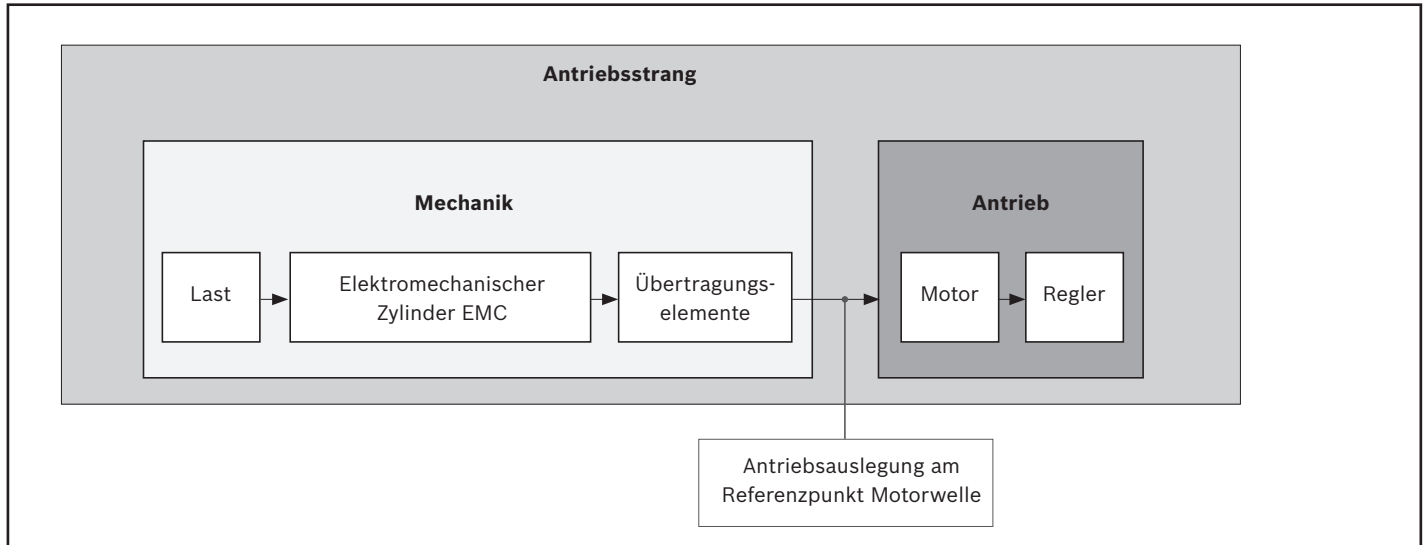 Antriebsstrang
Mechanik
Last
Elektromechanischer
Zylinder EMC
Übertragungs-
elemente
Antrieb
Motor
Regler
Antriebsauslegung am
Referenzpunkt Motorwelle